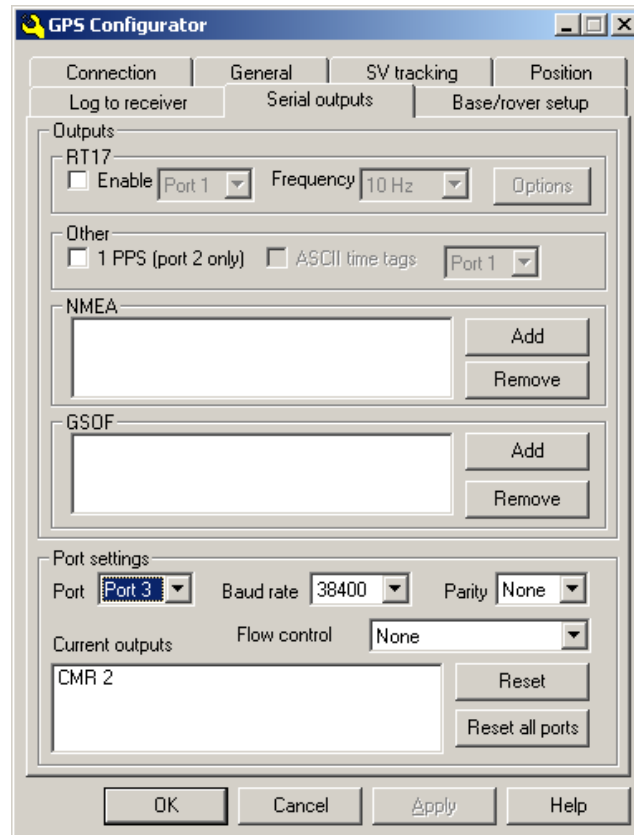 GPS Configurator
Connection General SV tracking Position
Log to receiver Serial outputs Base/rover setup
Outputs
RT17
Enable Port 1 Frequency 10 Hz Options
Other
1 PPS (port 2 only) ASCII time tags Port 1
NMEA
Add
Remove
GSOF
Add
Remove
Port settings
Port Port 3 Baud rate 38400 Parity None
Flow control None
Current outputs
CMR 2
Reset
Reset all ports
OK Cancel Apply Help